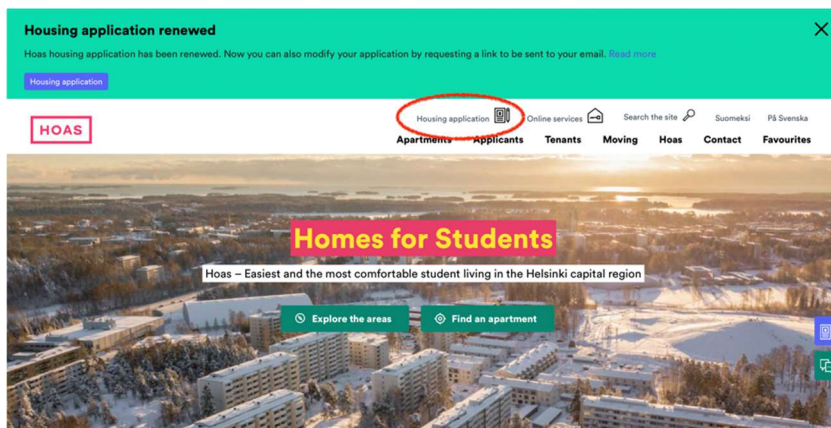 Housing application renewed
Hoas housing application has been renewed. Now you can also modify your application by requesting a link to be sent to your email. Read more
Housing application
HOAS
Housing application Online services Search the site Suomeksi På Svenska
Apartments Applicants Tenants Moving Hoas Contact Favourites
Homes for Students
Hoas – Easiest and the most comfortable student living in the Helsinki capital region
Explore the areas Find an apartment